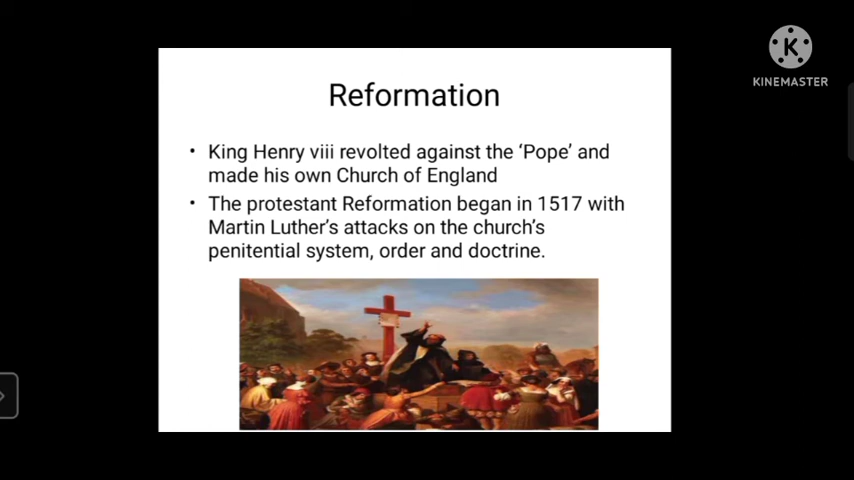 KINEMASTER
Reformation
• King Henry viii revolted against the ‘Pope’ and
made his own Church of England
• The protestant Reformation began in 1517 with
Martin Luther’s attacks on the church’s
penitential system, order and doctrine.